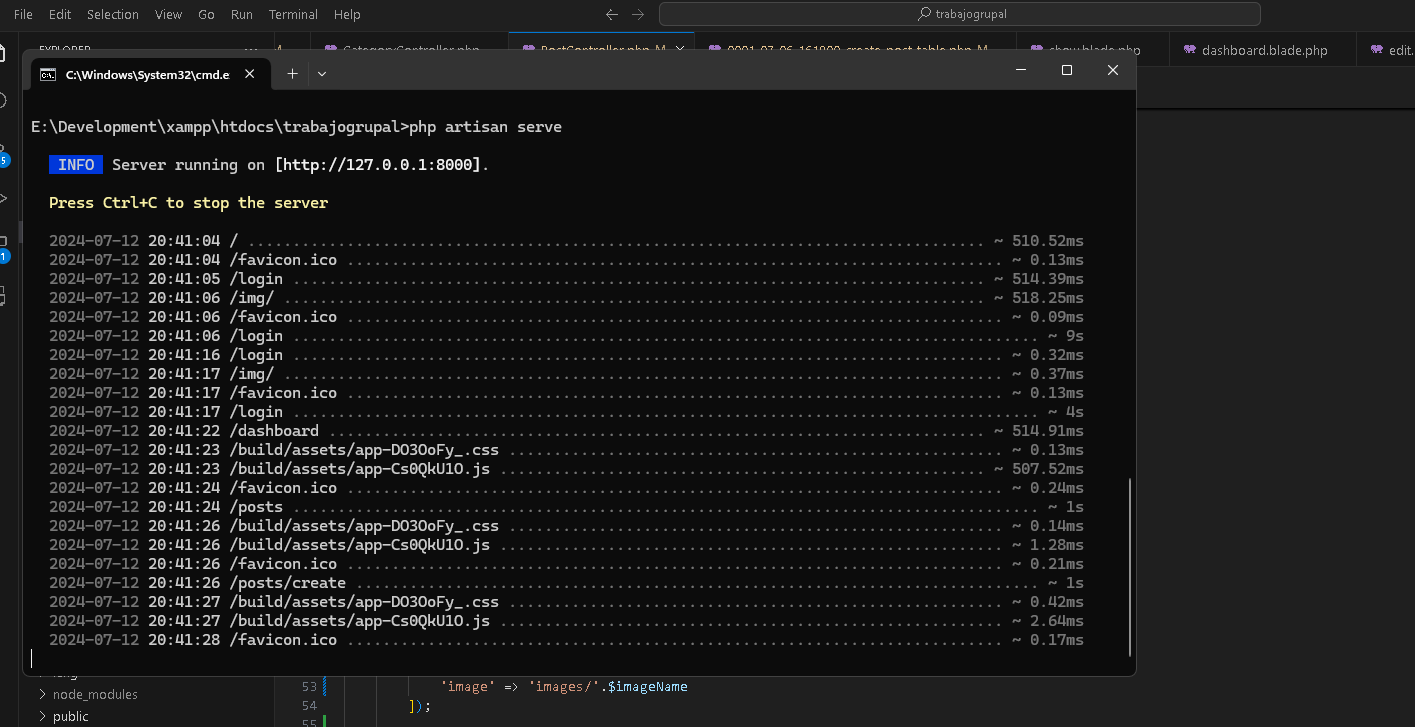 File Edit Selection View Go Run Terminal Help
trabajogrupal
EXPLORER
CategoryController.php
PostController.php M
0001_07_06_161800_create_post_table.php M
show.blade.php
dashboard.blade.php
edit.
C:\Windows\System32\cmd.e
E:\Development\xampp\htdocs\trabajogrupal>php artisan serve
INFO Server running on [http://127.0.0.1:8000].
Press Ctrl+C to stop the server
2024-07-12 20:41:04 / ~ 510.52ms
2024-07-12 20:41:04 /favicon.ico ~ 0.13ms
2024-07-12 20:41:05 /login ~ 514.39ms
2024-07-12 20:41:06 /img/ ~ 518.25ms
2024-07-12 20:41:06 /favicon.ico ~ 0.09ms
2024-07-12 20:41:06 /login ~ 9s
2024-07-12 20:41:16 /login ~ 0.32ms
2024-07-12 20:41:17 /img/ ~ 0.37ms
2024-07-12 20:41:17 /favicon.ico ~ 0.13ms
2024-07-12 20:41:17 /login ~ 4s
2024-07-12 20:41:22 /dashboard ~ 514.91ms
2024-07-12 20:41:23 /build/assets/app-DO3OoFy_.css ~ 0.13ms
2024-07-12 20:41:23 /build/assets/app-Cs0QkU1O.js ~ 507.52ms
2024-07-12 20:41:24 /favicon.ico ~ 0.24ms
2024-07-12 20:41:24 /posts ~ 1s
2024-07-12 20:41:26 /build/assets/app-DO3OoFy_.css ~ 0.14ms
2024-07-12 20:41:26 /build/assets/app-Cs0QkU1O.js ~ 1.28ms
2024-07-12 20:41:26 /favicon.ico ~ 0.21ms
2024-07-12 20:41:26 /posts/create ~ 1s
2024-07-12 20:41:27 /build/assets/app-DO3OoFy_.css ~ 0.42ms
2024-07-12 20:41:27 /build/assets/app-Cs0QkU1O.js ~ 2.64ms
2024-07-12 20:41:28 /favicon.ico ~ 0.17ms
5
1
node_modules
public
53 'image' => 'images/'.$imageName
54 ]);
55